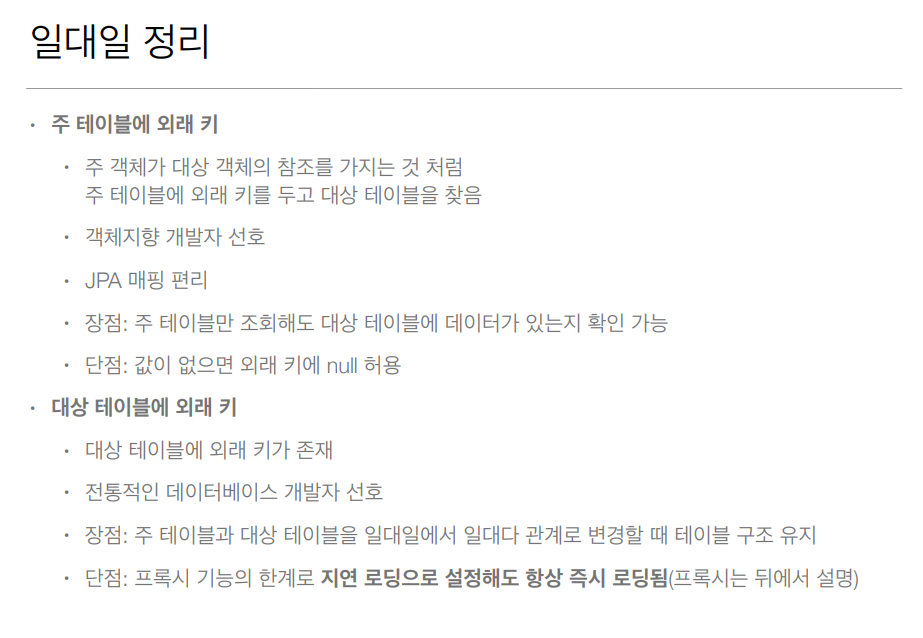 일대일 정리
• 주 테이블에 외래 키
• 주 객체가 대상 객체의 참조를 가지는 것 처럼
주 테이블에 외래 키를 두고 대상 테이블을 찾음
• 객체지향 개발자 선호
• JPA 매핑 편리
• 장점: 주 테이블만 조회해도 대상 테이블에 데이터가 있는지 확인 가능
• 단점: 값이 없으면 외래 키에 null 허용
• 대상 테이블에 외래 키
• 대상 테이블에 외래 키가 존재
• 전통적인 데이터베이스 개발자 선호
• 장점: 주 테이블과 대상 테이블을 일대일에서 일대다 관계로 변경할 때 테이블 구조 유지
• 단점: 프록시 기능의 한계로 지연 로딩으로 설정해도 항상 즉시 로딩됨(프록시는 뒤에서 설명)